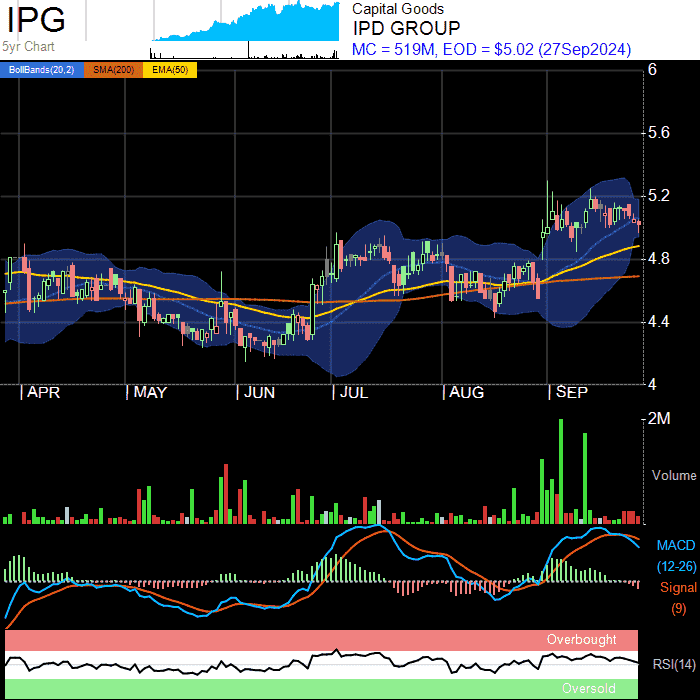 IPG
5yr Chart
Capital Goods
IPD GROUP
MC = 519M, EOD = $5.02 (27Sep2024)
BollBands(20,2) SMA(200) EMA(50)
6
5.6
5.2
4.8
4.4
4
APR MAY JUN JUL AUG SEP
2M
Volume
MACD
(12-26)
Signal
(9)
Overbought
RSI(14)
Oversold